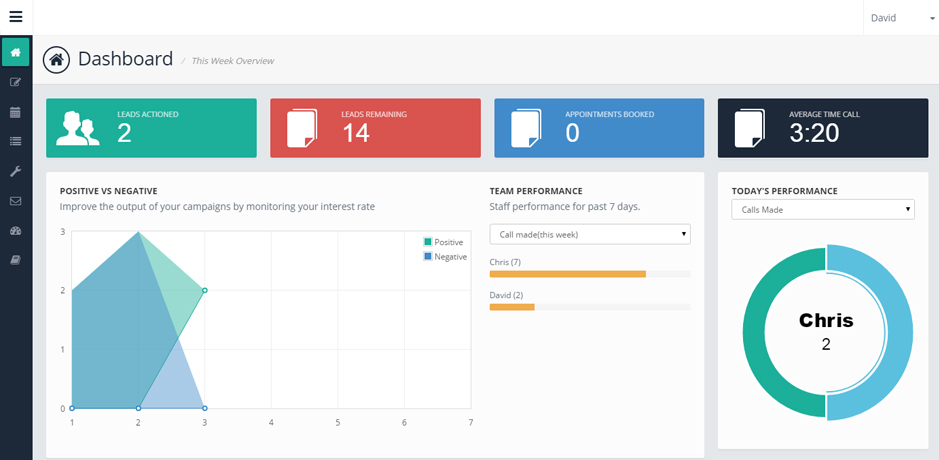 David
Dashboard / This Week Overview
LEADS ACTIONED
2
LEADS REMAINING
14
APPOINTMENTS BOOKED
0
AVERAGE TIME CALL
3:20
POSITIVE VS NEGATIVE
Improve the output of your campaigns by monitoring your interest rate
3
2
1
0
1 2 3 4 5 6 7
Positive
Negative
TEAM PERFORMANCE
Staff performance for past 7 days.
Call made(this week)
Chris (7)
David (2)
TODAY'S PERFORMANCE
Calls Made
Chris
2